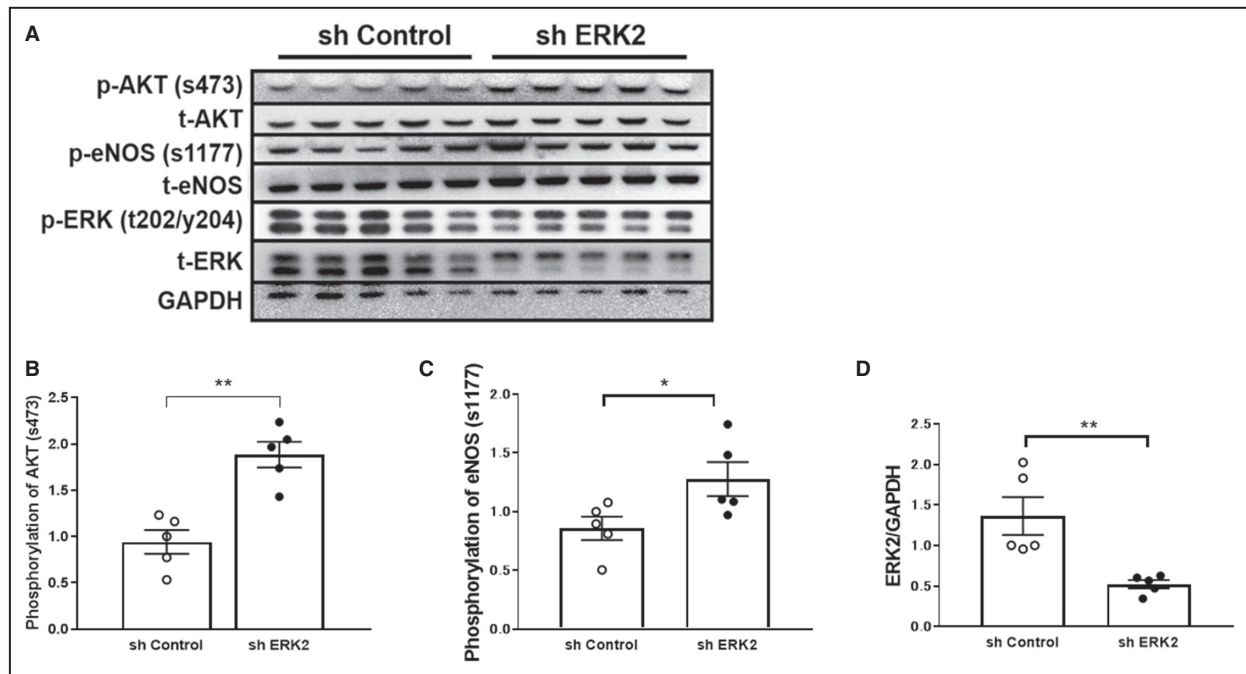 A
sh Control sh ERK2
p-AKT (s473)
t-AKT
p-eNOS (s1177)
t-eNOS
p-ERK (t202/y204)
t-ERK
GAPDH
B
**
Phosphorylation of AKT (s473)
2.5
2.0
1.5
1.0
0.5
0.0
sh Control sh ERK2
C
*
Phosphorylation of eNOS (s1177)
2.0
1.5
1.0
0.5
0.0
sh Control sh ERK2
D
**
ERK2/GAPDH
2.5
2.0
1.5
1.0
0.5
0.0
sh Control sh ERK2